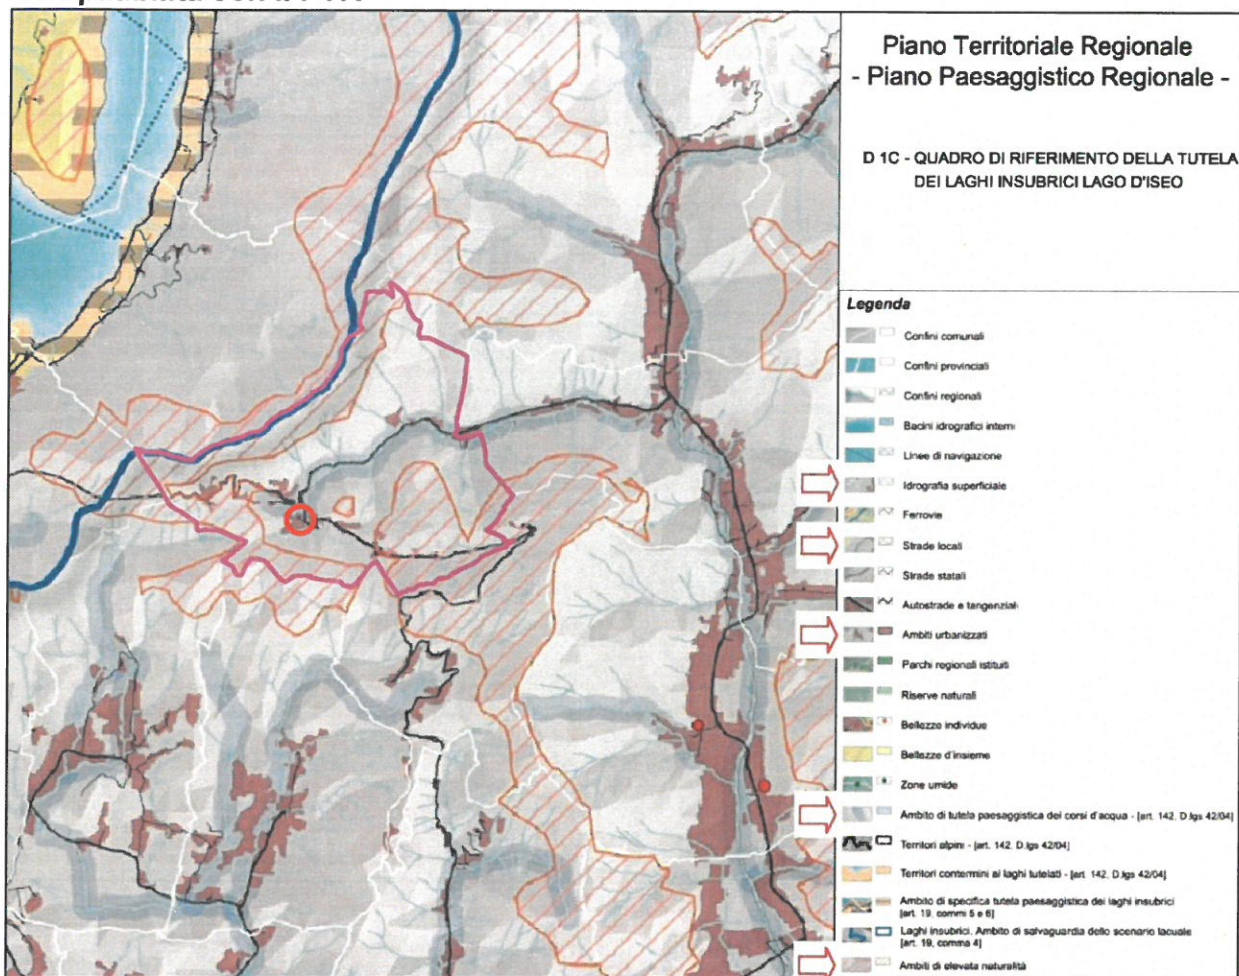 Piano Territoriale Regionale
- Piano Paesaggistico Regionale -
D 1C - QUADRO DI RIFERIMENTO DELLA TUTELA
DEI LAGHI INSUBRICI LAGO D'ISEO
Legenda
Confini comunali
Confini provinciali
Confini regionali
Bacini idrografici interni
Linee di navigazione
Idrografia superficiale
Ferrovie
Strade locali
Strade statali
Autostrade e tangenziali
Ambiti urbanizzati
Parchi regionali istituiti
Riserve naturali
Bellezze individue
Bellezze d'insieme
Zone umide
Ambito di tutela paesaggistica dei corsi d'acqua - [art. 142, D.lgs 42/04]
Territori alpini - [art. 142, D.lgs 42/04]
Territori contermini ai laghi tutelati - [art. 142, D.lgs 42/04]
Ambito di specifica tutela paesaggistica dei laghi insubrici
[art. 19, commi 5 e 6]
Laghi insubrici. Ambito di salvaguardia dello scenario lacuale
[art. 19, comma 4]
Ambiti di elevata naturalità